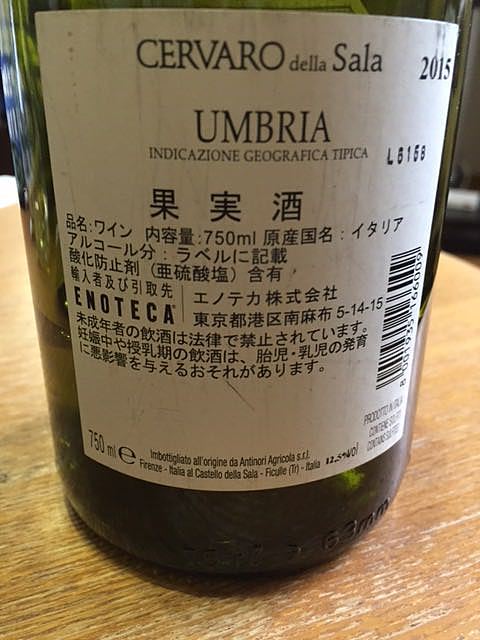 CERVARO della Sala 2015
UMBRIA
INDICAZIONE GEOGRAFICA TIPICA
L6158
果実酒
品名:ワイン 内容量:750ml 原産国名:イタリア
アルコール分:ラベルに記載
酸化防止剤(亜硫酸塩)含有
輸入者及び引取先
ENOTECA
エノテカ株式会社
東京都港区南麻布5-14-15
未成年者の飲酒は法律で禁止されています。
妊娠中や授乳期の飲酒は、胎児・乳児の発育
に悪影響を与えるおそれがあります。
PRODOTTO IN ITALIA
750 ml e
Imbottigliato all'origine da Antinori Agricola s.r.l.
Firenze - Italia al Castello della Sala - Ficulle (Tr) - Italia
12.5%vol
63mm